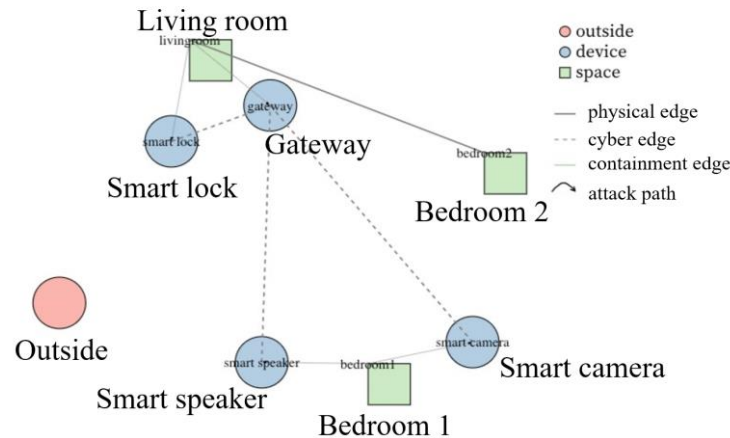 Living room
livingroom
gateway
Gateway
smart lock
Smart lock
bedroom2
Bedroom 2
outside
device
space
physical edge
cyber edge
containment edge
attack path
Outside
smart speaker
Smart speaker
bedroom1
Bedroom 1
smart camera
Smart camera